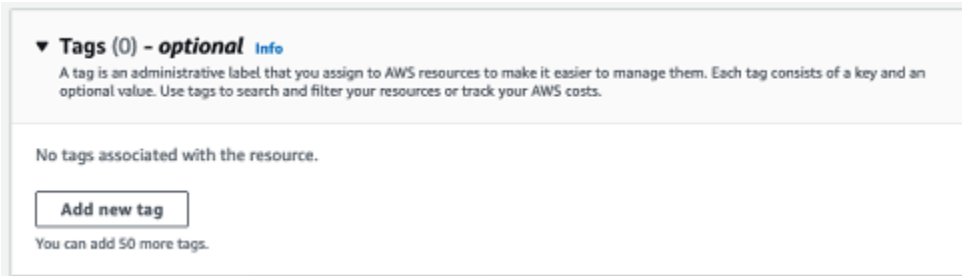 ▼ Tags (0) – optional Info
A tag is an administrative label that you assign to AWS resources to make it easier to manage them. Each tag consists of a key and an
optional value. Use tags to search and filter your resources or track your AWS costs.
No tags associated with the resource.
Add new tag
You can add 50 more tags.